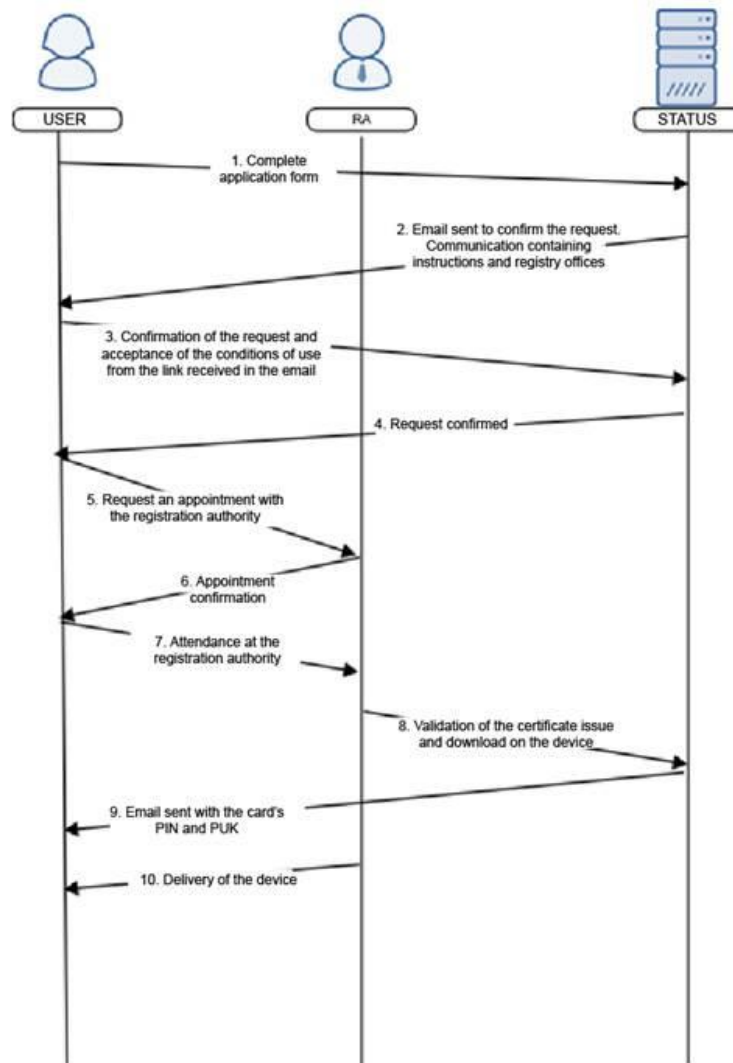 USER
RA
STATUS
1. Complete
application form
2. Email sent to confirm the request.
Communication containing
instructions and registry offices
3. Confirmation of the request and
acceptance of the conditions of use
from the link received in the email
4. Request confirmed
5. Request an appointment with
the registration authority
6. Appointment
confirmation
7. Attendance at the
registration authority
8. Validation of the certificate issue
and download on the device
9. Email sent with the card's
PIN and PUK
10. Delivery of the device